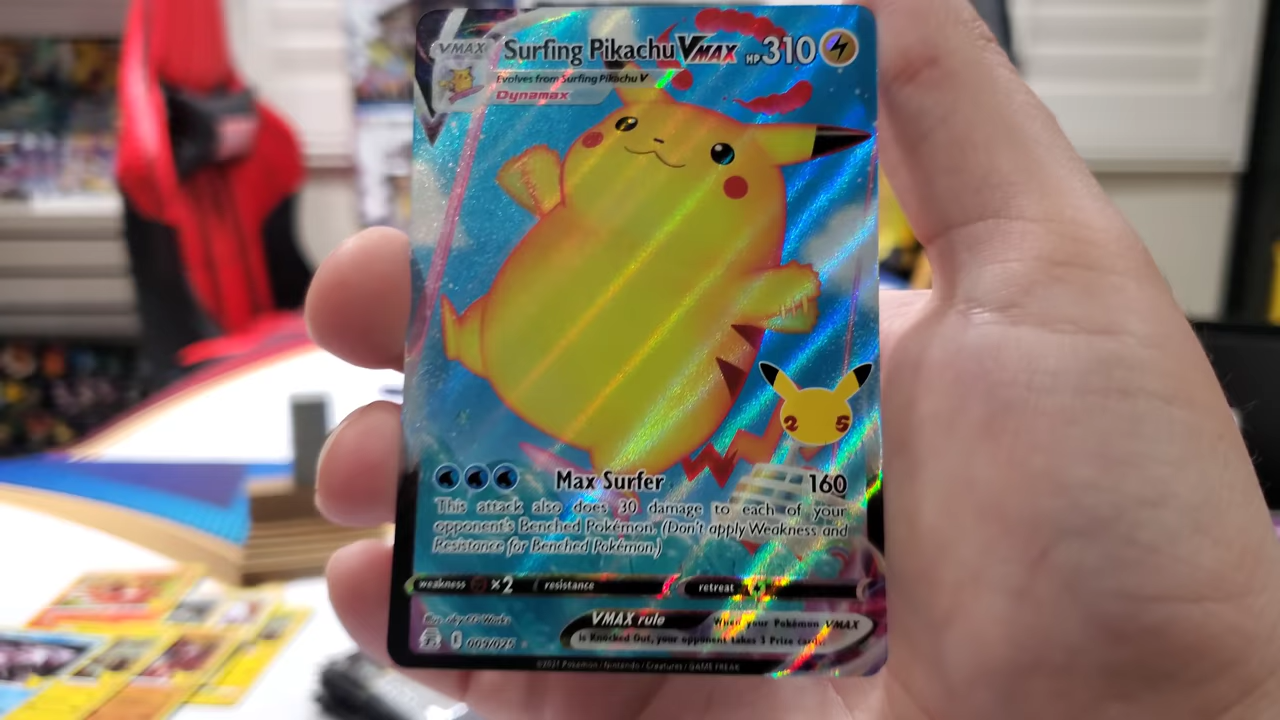 VMAX Surfing Pikachu VMAX HP 310
Evolves from Surfing Pikachu V
Dynamax
2 5
Max Surfer 160
This attack also does 30 damage to each of your
opponent's Benched Pokémon. (Don't apply Weakness and
Resistance for Benched Pokémon.)
weakness ×2 resistance retreat
VMAX rule When your Pokémon VMAX
is Knocked Out, your opponent takes 3 Prize cards.
009/025
©2021 Pokémon / Nintendo / Creatures / GAME FREAK